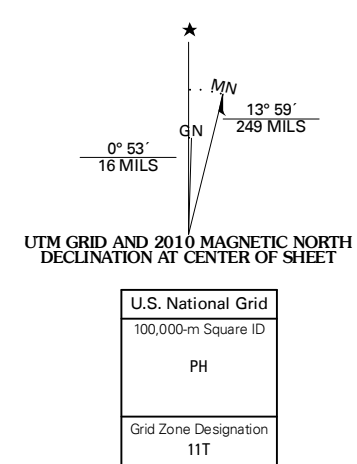 MN
13° 59´
249 MILS
GN
0° 53´
16 MILS
UTM GRID AND 2010 MAGNETIC NORTH
DECLINATION AT CENTER OF SHEET
U.S. National Grid
100,000-m Square ID
PH
Grid Zone Designation
11T